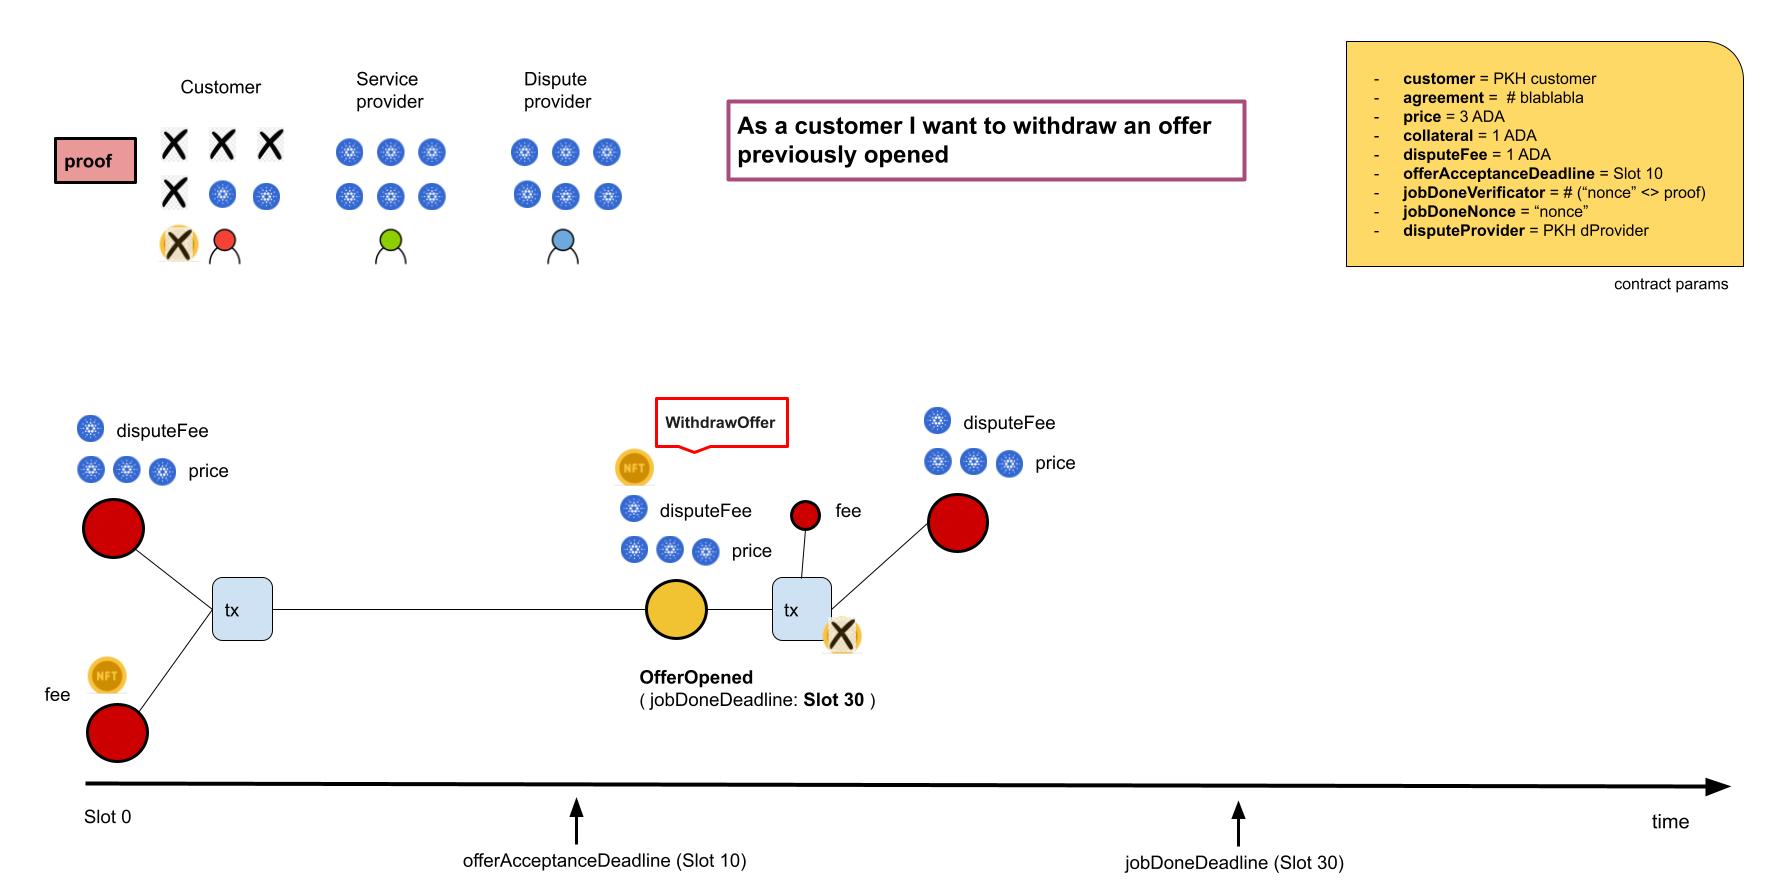 Customer
Service
provider
Dispute
provider
proof
As a customer I want to withdraw an offer
previously opened
- customer = PKH customer
- agreement = # blablabla
- price = 3 ADA
- collateral = 1 ADA
- disputeFee = 1 ADA
- offerAcceptanceDeadline = Slot 10
- jobDoneVerificator = # (“nonce” <> proof)
- jobDoneNonce = “nonce”
- disputeProvider = PKH dProvider
contract params
disputeFee
price
WithdrawOffer
NFT
disputeFee
price
fee
disputeFee
price
tx
tx
NFT
fee
OfferOpened
( jobDoneDeadline: Slot 30 )
Slot 0
time
offerAcceptanceDeadline (Slot 10)
jobDoneDeadline (Slot 30)